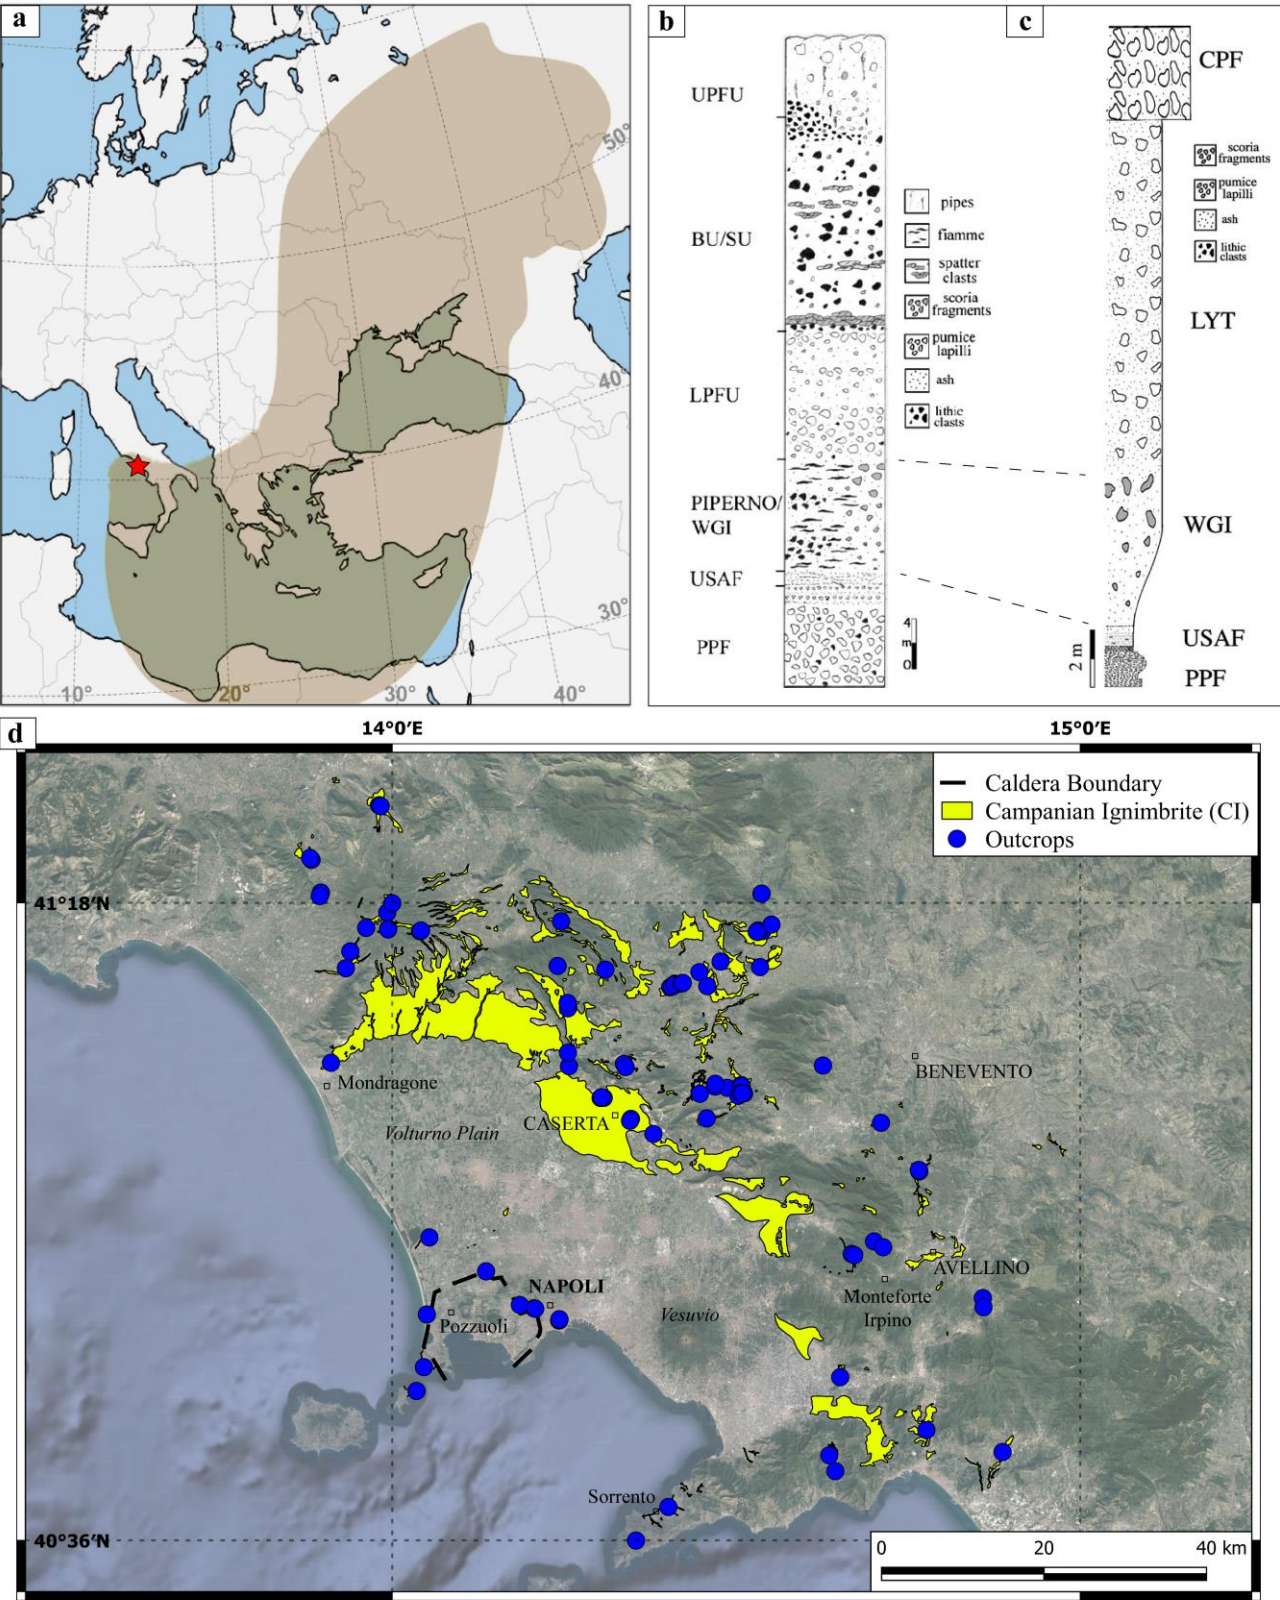 a
50°
40°
30°
10°
20°
30°
40°
b
UPFU
BU/SU
LPFU
PIPERNO/
WGI
USAF
PPF
pipes
fiamme
spatter
clasts
scoria
fragments
pumice
lapilli
ash
lithic
clasts
4
m
0
c
CPF
scoria
fragments
pumice
lapilli
ash
lithic
clasts
LYT
WGI
USAF
PPF
2 m
d
14°0′E
15°0′E
Caldera Boundary
Campanian Ignimbrite (CI)
Outcrops
41°18′N
Mondragone
BENEVENTO
CASERTA
Volturno Plain
AVELLINO
NAPOLI
Monteforte
Irpino
Pozzuoli
Vesuvio
Sorrento
40°36′N
0 20 40 km